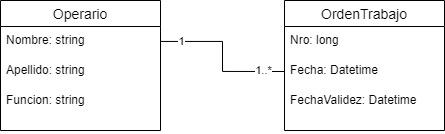 Operario
Nombre: string
Apellido: string
Funcion: string
1
1..*
OrdenTrabajo
Nro: long
Fecha: Datetime
FechaValidez: Datetime